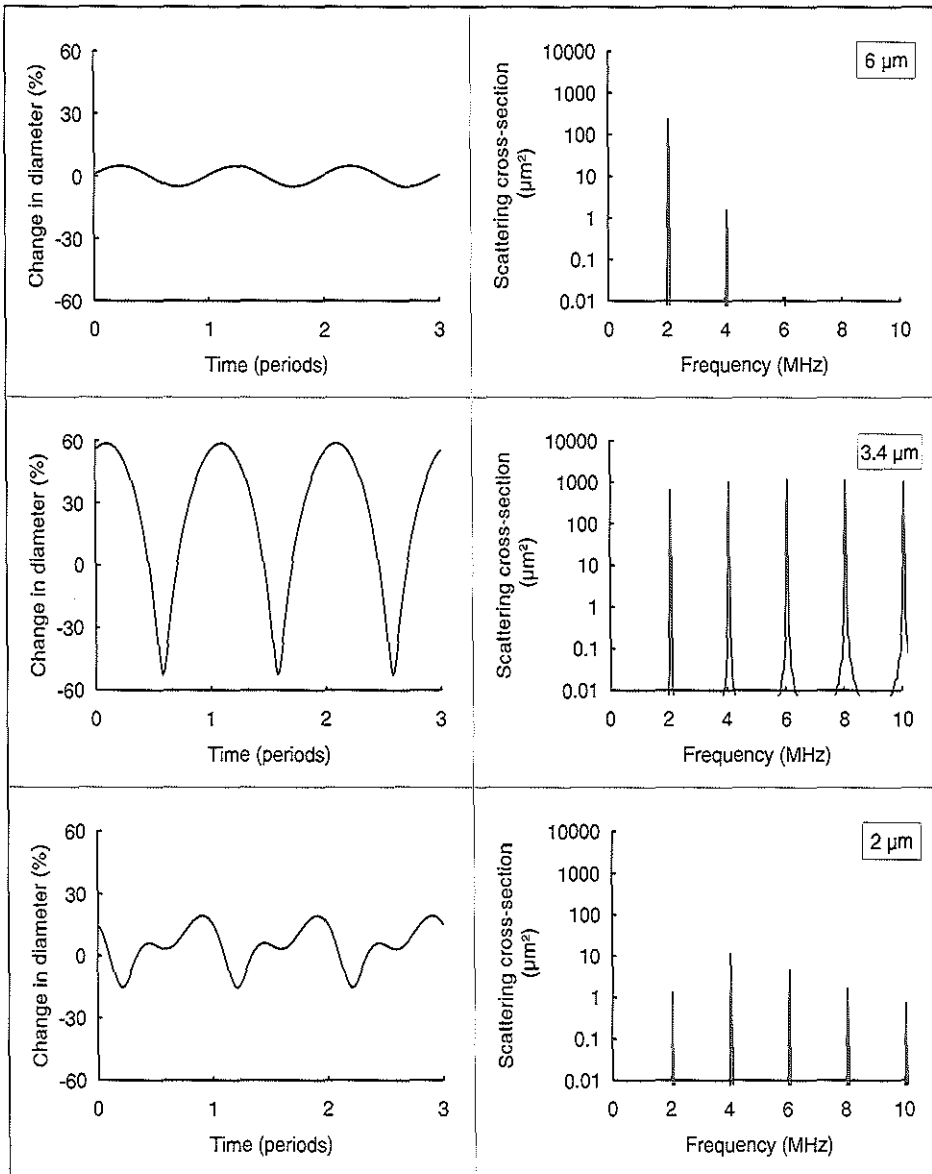 Change in diameter (%)
60
30
0
-30
-60
0 1 2 3
Time (periods)
Scattering cross-section
(µm²)
10000
1000
100
10
1
0.1
0.01
0 2 4 6 8 10
Frequency (MHz)
6 µm
Change in diameter (%)
60
30
0
-30
-60
0 1 2 3
Time (periods)
Scattering cross-section
(µm²)
10000
1000
100
10
1
0.1
0.01
0 2 4 6 8 10
Frequency (MHz)
3.4 µm
Change in diameter (%)
60
30
0
-30
-60
0 1 2 3
Time (periods)
Scattering cross-section
(µm²)
10000
1000
100
10
1
0.1
0.01
0 2 4 6 8 10
Frequency (MHz)
2 µm